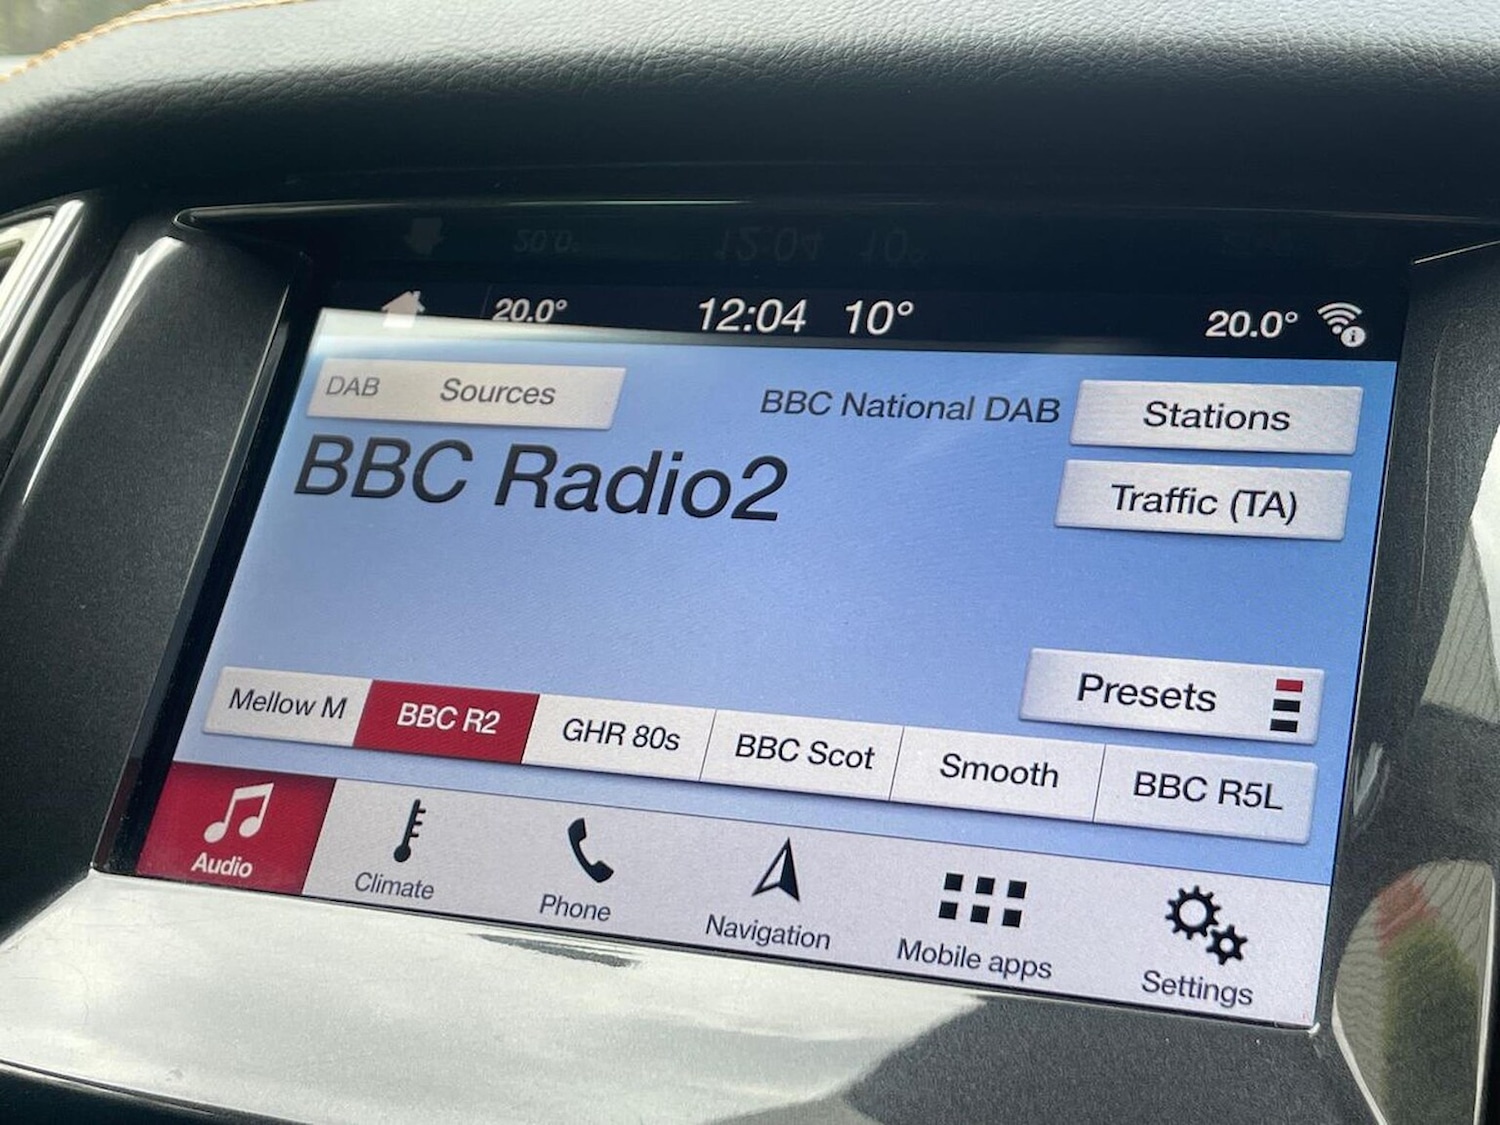 20.0° 12:04 10° 20.0°
DAB Sources BBC National DAB Stations
BBC Radio2
Traffic (TA)
Presets
Mellow M BBC R2 GHR 80s BBC Scot Smooth BBC R5L
Audio Climate Phone Navigation Mobile apps Settings